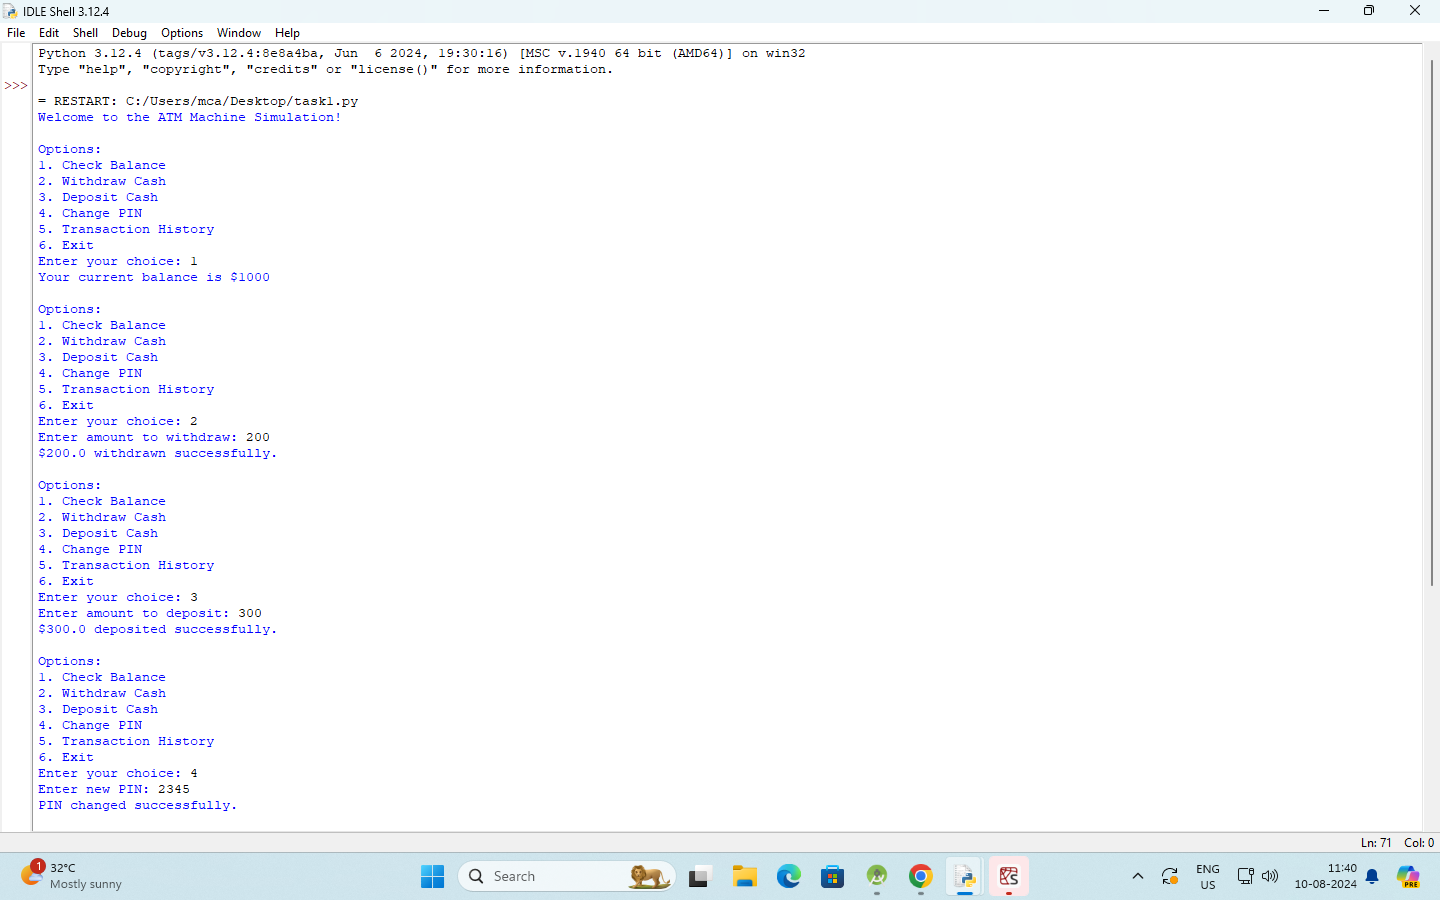 IDLE Shell 3.12.4
File Edit Shell Debug Options Window Help
Python 3.12.4 (tags/v3.12.4:8e8a4ba, Jun  6 2024, 19:30:16) [MSC v.1940 64 bit (AMD64)] on win32
Type "help", "copyright", "credits" or "license()" for more information.
>>>
= RESTART: C:/Users/mca/Desktop/task1.py
Welcome to the ATM Machine Simulation!
Options:
1. Check Balance
2. Withdraw Cash
3. Deposit Cash
4. Change PIN
5. Transaction History
6. Exit
Enter your choice: 1
Your current balance is $1000
Options:
1. Check Balance
2. Withdraw Cash
3. Deposit Cash
4. Change PIN
5. Transaction History
6. Exit
Enter your choice: 2
Enter amount to withdraw: 200
$200.0 withdrawn successfully.
Options:
1. Check Balance
2. Withdraw Cash
3. Deposit Cash
4. Change PIN
5. Transaction History
6. Exit
Enter your choice: 3
Enter amount to deposit: 300
$300.0 deposited successfully.
Options:
1. Check Balance
2. Withdraw Cash
3. Deposit Cash
4. Change PIN
5. Transaction History
6. Exit
Enter your choice: 4
Enter new PIN: 2345
PIN changed successfully.
Ln: 71 Col: 0
1
32°C
Mostly sunny
Search
ENG
US
11:40
10-08-2024
PRE